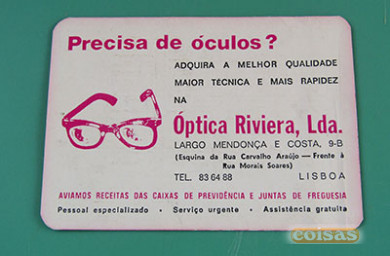 Precisa de óculos?
ADQUIRA A MELHOR QUALIDADE
MAIOR TÉCNICA E MAIS RAPIDEZ
NA
Óptica Riviera, Lda.
LARGO MENDONÇA E COSTA, 9-B
(Esquina da Rua Carvalho Araújo — Frente à
Rua Morais Soares)
TEL. 83 64 88 LISBOA
AVIAMOS RECEITAS DAS CAIXAS DE PREVIDÊNCIA E JUNTAS DE FREGUESIA
Pessoal especializado · Serviço urgente · Assistência gratuita
coisas